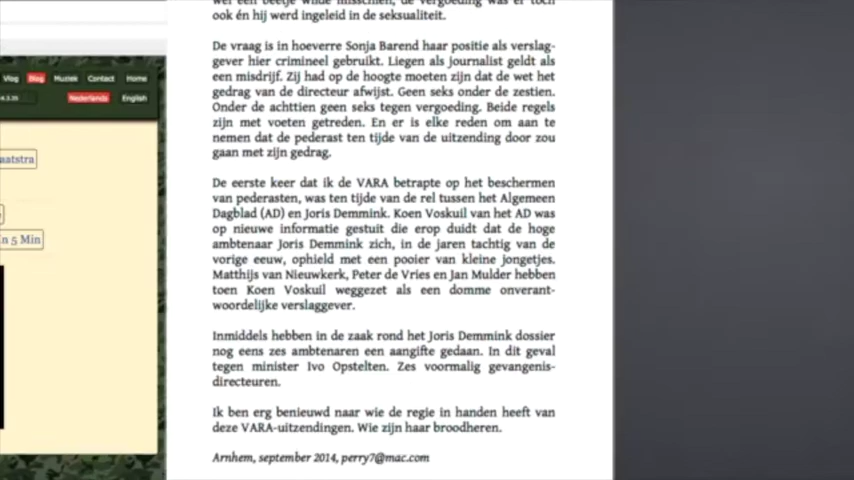 wel een beetje wilde misschien, de vergoeding was er toch
ook én hij werd ingeleid in de seksualiteit.
De vraag is in hoeverre Sonja Barend haar positie als verslag-
gever hier crimineel gebruikt. Liegen als journalist geldt als
een misdrijf. Zij had op de hoogte moeten zijn dat de wet het
gedrag van de directeur afwijst. Geen seks onder de zestien.
Onder de achttien geen seks tegen vergoeding. Beide regels
zijn met voeten getreden. En er is elke reden om aan te
nemen dat de pederast ten tijde van de uitzending door zou
gaan met zijn gedrag.
De eerste keer dat ik de VARA betrapte op het beschermen
van pederasten, was ten tijde van de rel tussen het Algemeen
Dagblad (AD) en Joris Demmink. Koen Voskuil van het AD was
op nieuwe informatie gestuit die erop duidt dat de hoge
ambtenaar Joris Demmink zich, in de jaren tachtig van de
vorige eeuw, ophield met een pooier van kleine jongetjes.
Matthijs van Nieuwkerk, Peter de Vries en Jan Mulder hebben
toen Koen Voskuil weggezet als een domme onverant-
woordelijke verslaggever.
Inmiddels hebben in de zaak rond het Joris Demmink dossier
nog eens zes ambtenaren een aangifte gedaan. In dit geval
tegen minister Ivo Opstelten. Zes voormalig gevangenis-
directeuren.
Ik ben erg benieuwd naar wie de regie in handen heeft van
deze VARA-uitzendingen. Wie zijn haar broodheren.
Arnhem, september 2014, perry7@mac.com
Vlog Blog Muziek Contact Home
4.3.25 Nederlands English
aatstra
n 5 Min